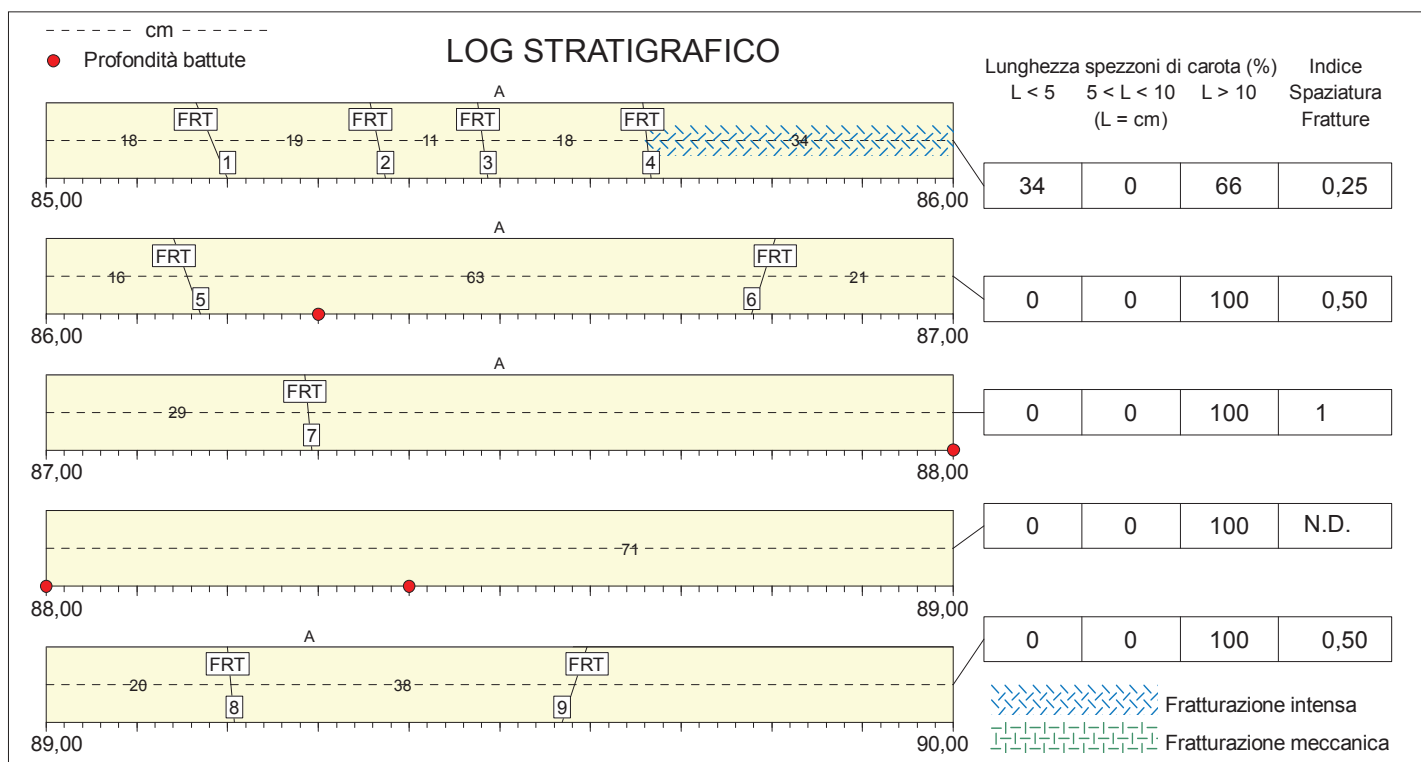 cm
Profondità battute
LOG STRATIGRAFICO
Lunghezza spezzoni di carota (%)
L < 5 5 < L < 10 L > 10
(L = cm)
Indice
Spaziatura
Fratture
A
FRT FRT FRT FRT
18 19 11 18 34
1 2 3 4
85,00 86,00
34 0 66 0,25
A
FRT FRT
16 63 21
5 6
86,00 87,00
0 0 100 0,50
A
FRT
29
7
87,00 88,00
0 0 100 1
71
88,00 89,00
0 0 100 N.D.
A
FRT FRT
20 38
8 9
89,00 90,00
0 0 100 0,50
Fratturazione intensa
Fratturazione meccanica